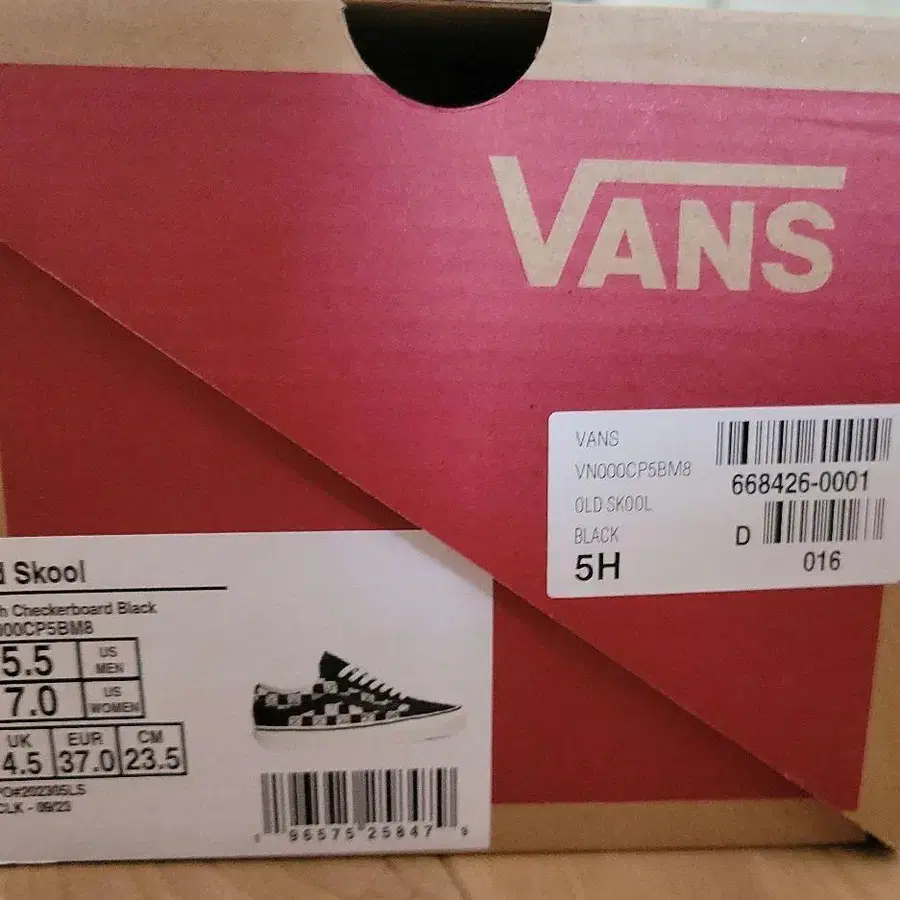 VANS
VANS
VN000CP5BM8
668426-0001
OLD SKOOL
BLACK
D
5H
016
Skool
Checkerboard Black
000CP5BM8
5.5 US MEN
7.0 US WOMEN
UK EUR CM
4.5 37.0 23.5
PO#202305LS
CLK - 09/23
1 96575 25847 9